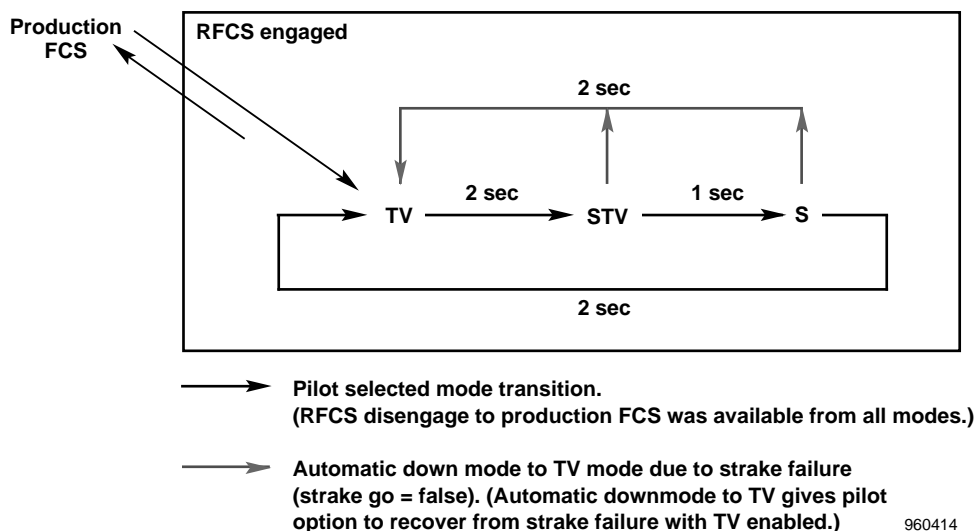 Production
FCS
RFCS engaged
2 sec
2 sec
1 sec
TV
STV
S
2 sec
Pilot selected mode transition.
(RFCS disengage to production FCS was available from all modes.)
Automatic down mode to TV mode due to strake failure
(strake go = false). (Automatic downmode to TV gives pilot
option to recover from strake failure with TV enabled.)
960414